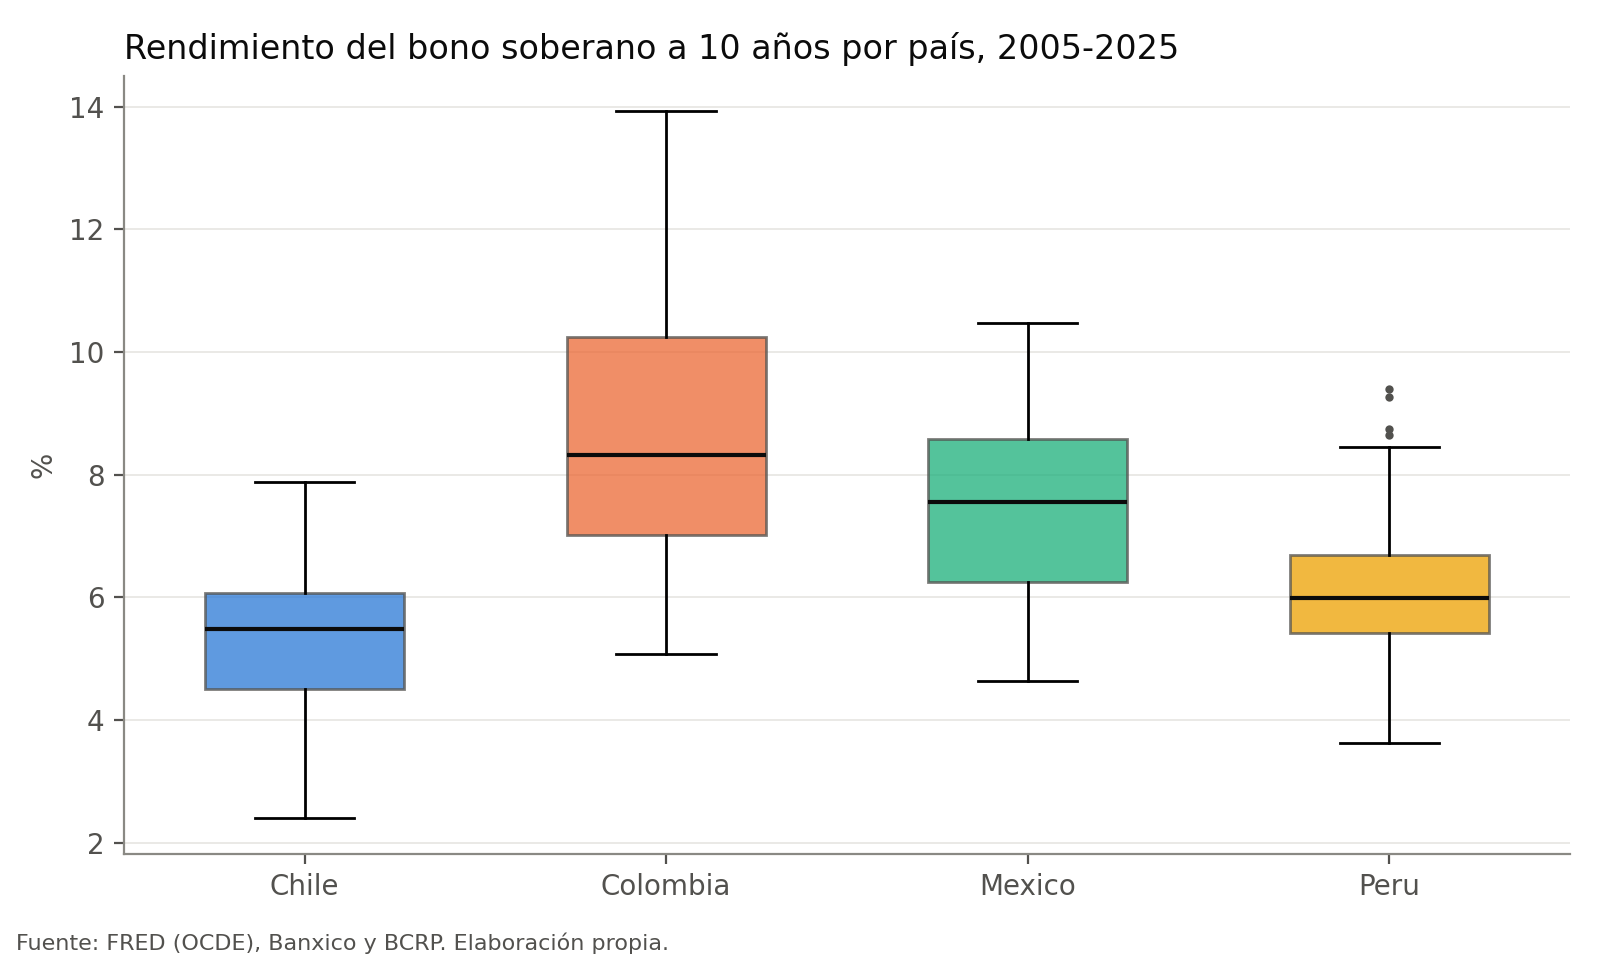 Rendimiento del bono soberano a 10 años por país, 2005-2025
14
12
10
8
6
4
2
%
Chile Colombia Mexico Peru
Fuente: FRED (OCDE), Banxico y BCRP. Elaboración propia.